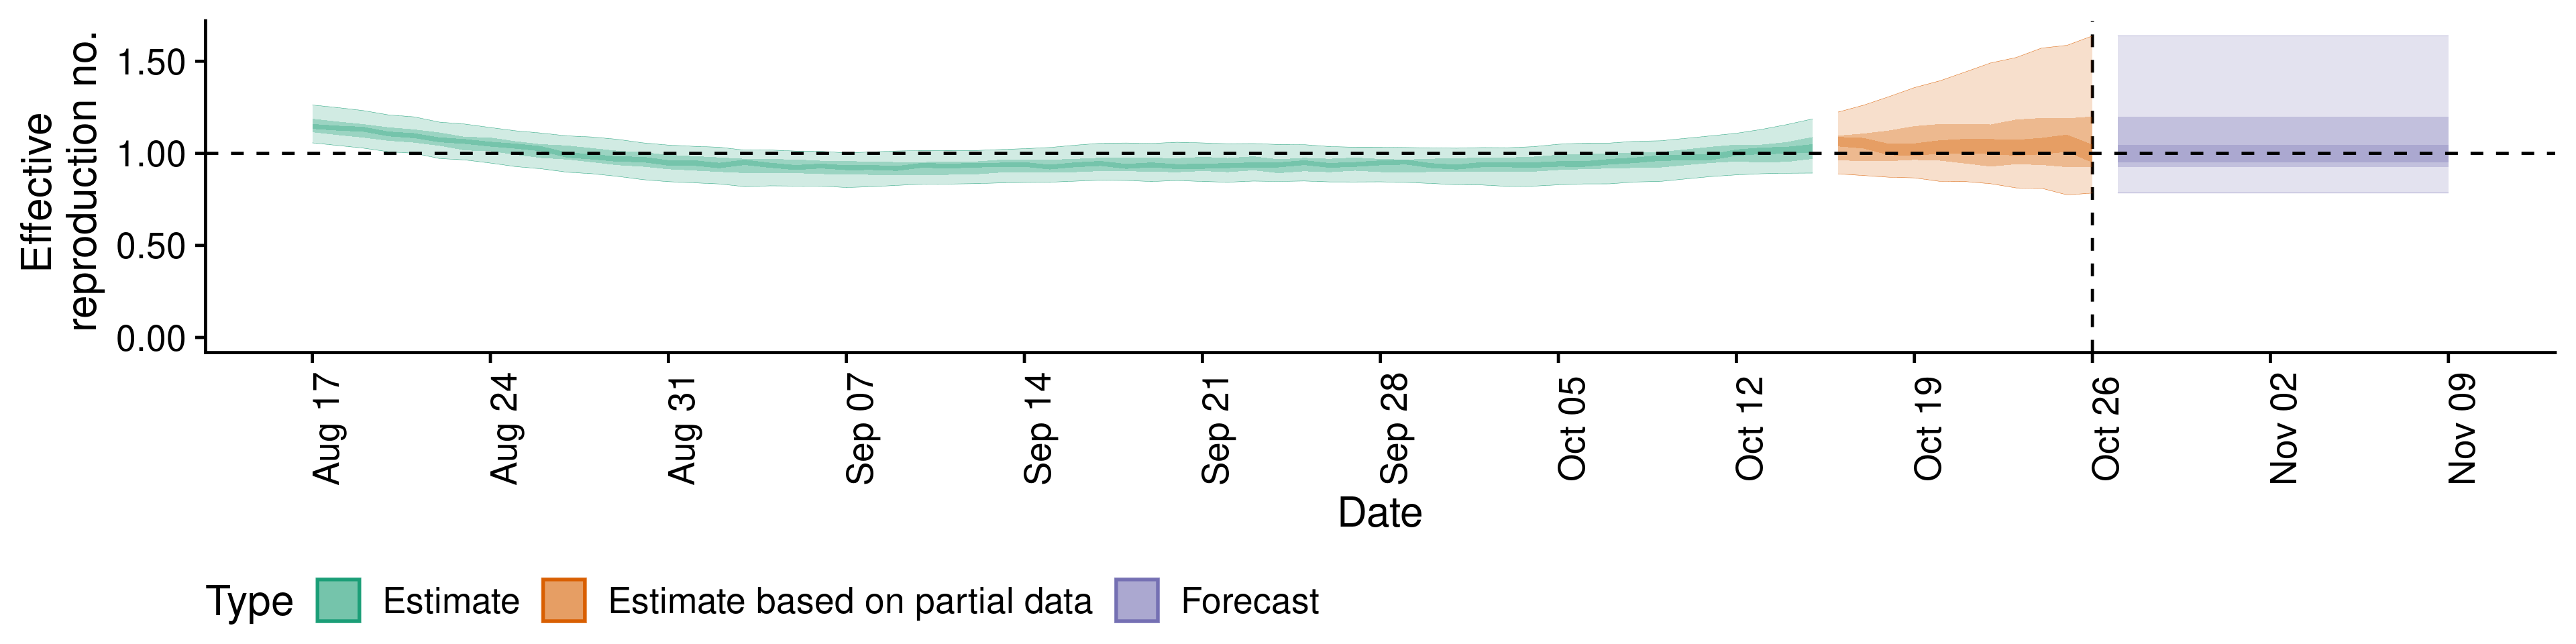 Effective
reproduction no.
1.50
1.00
0.50
0.00
Aug 17
Aug 24
Aug 31
Sep 07
Sep 14
Sep 21
Sep 28
Oct 05
Oct 12
Oct 19
Oct 26
Nov 02
Nov 09
Date
Type Estimate Estimate based on partial data Forecast